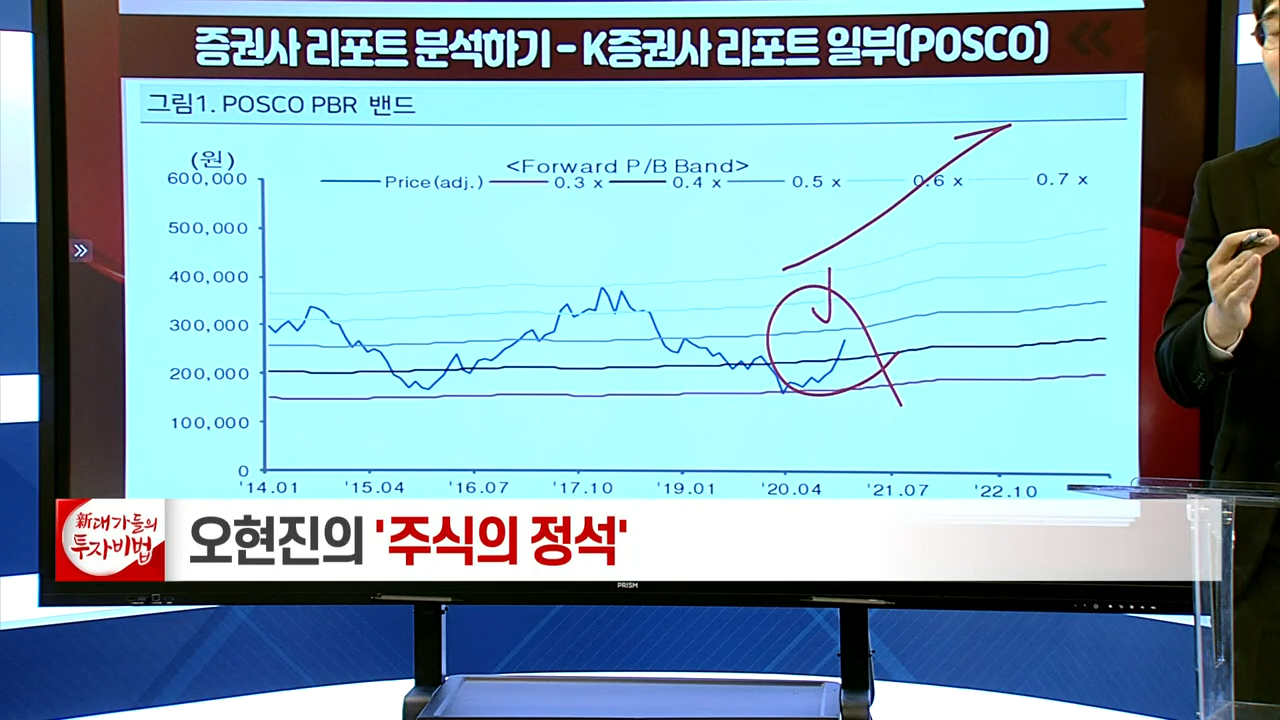 증권사 리포트 분석하기 - K증권사 리포트 일부(POSCO)
그림1. POSCO PBR 밴드
(원)
<Forward P/B Band>
Price(adj.) 0.3 x 0.4 x 0.5 x 0.6 x 0.7 x
600,000
500,000
400,000
300,000
200,000
100,000
0
'14.01 '15.04 '16.07 '17.10 '19.01 '20.04 '21.07 '22.10
新대가들의
투자비법
오현진의 '주식의 정석'
PRISM